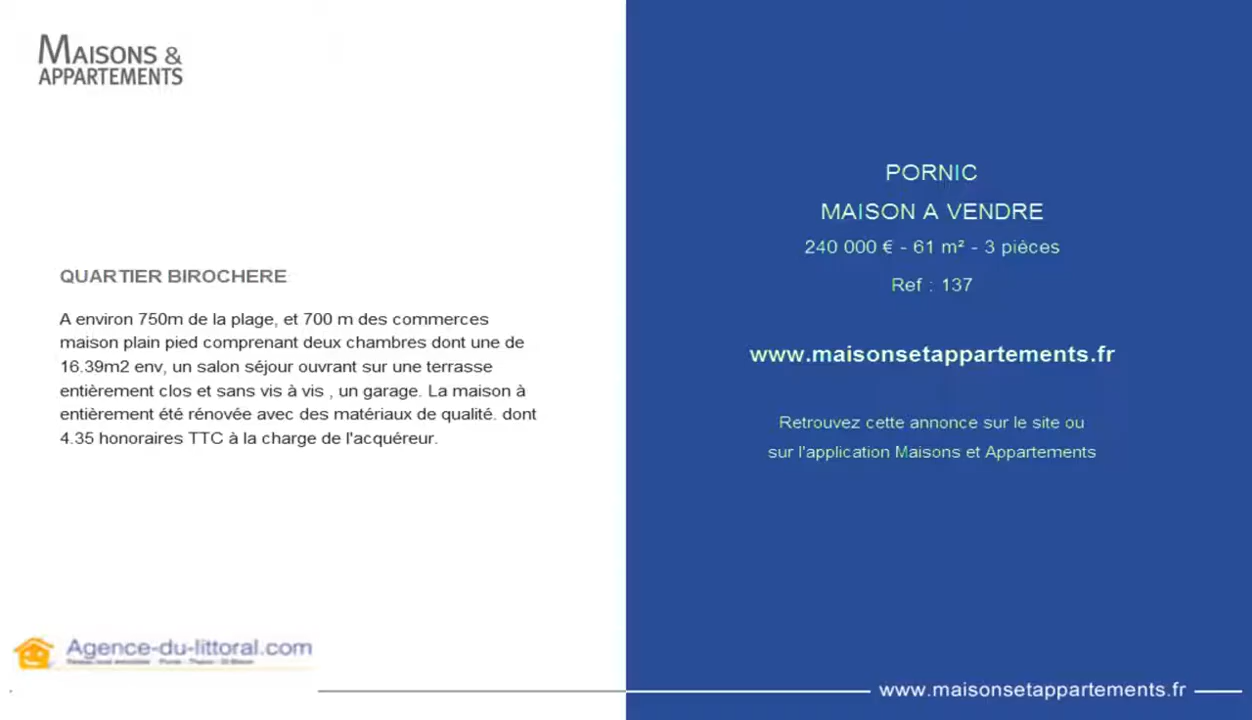 MAISONS &
APPARTEMENTS
QUARTIER BIROCHERE
A environ 750m de la plage, et 700 m des commerces
maison plain pied comprenant deux chambres dont une de
16.39m2 env, un salon séjour ouvrant sur une terrasse
entièrement clos et sans vis à vis , un garage. La maison à
entièrement été rénovée avec des matériaux de qualité. dont
4.35 honoraires TTC à la charge de l'acquéreur.
Agence-du-littoral.com
PORNIC
MAISON A VENDRE
240 000 € - 61 m² - 3 pièces
Ref : 137
www.maisonsetappartements.fr
Retrouvez cette annonce sur le site ou
sur l'application Maisons et Appartements
www.maisonsetappartements.fr